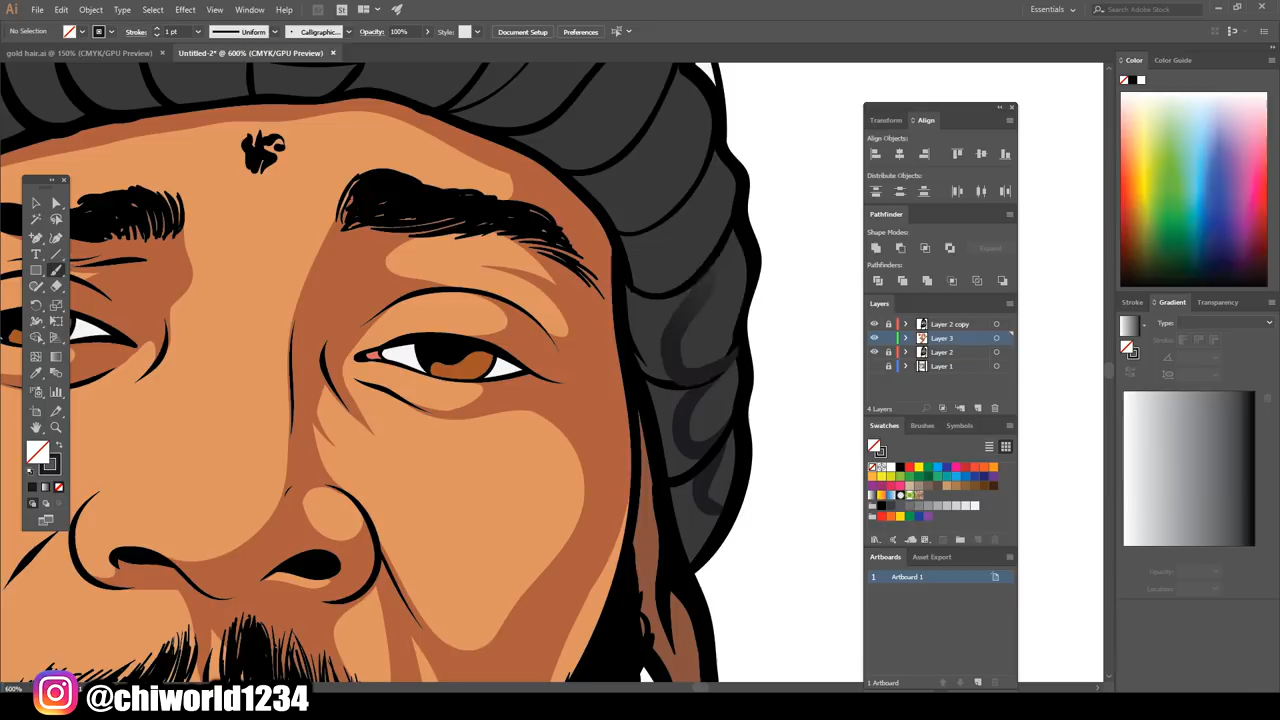 Ai File Edit Object Type Select Effect View Window Help Br St Essentials Search Adobe Stock
No Selection Stroke: 1 pt Uniform Calligraphic... Opacity: 100% Style: Document Setup Preferences
gold hair.ai @ 150% (CMYK/GPU Preview) × Untitled-2* @ 600% (CMYK/GPU Preview) ×
Color Color Guide
Transform Align
Align Objects:
Distribute Objects:
Pathfinder
Shape Modes:
Expand
Pathfinders:
Layers
Layer 2 copy
Layer 3
Layer 2
Layer 1
4 Layers
Swatches Brushes Symbols
Artboards Asset Export
1 Artboard 1
1 Artboard
Stroke Gradient Transparency
Type:
Stroke:
Opacity:
Location:
600%
@chiworld1234